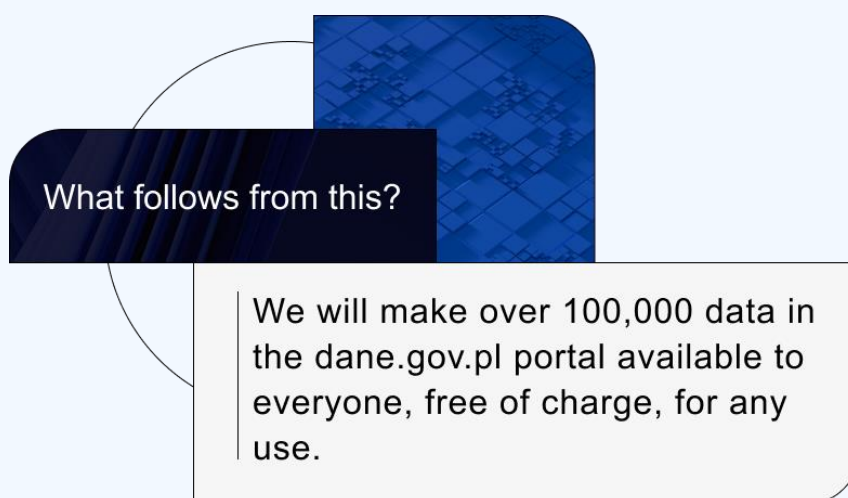 What follows from this?
We will make over 100,000 data in
the dane.gov.pl portal available to
everyone, free of charge, for any
use.